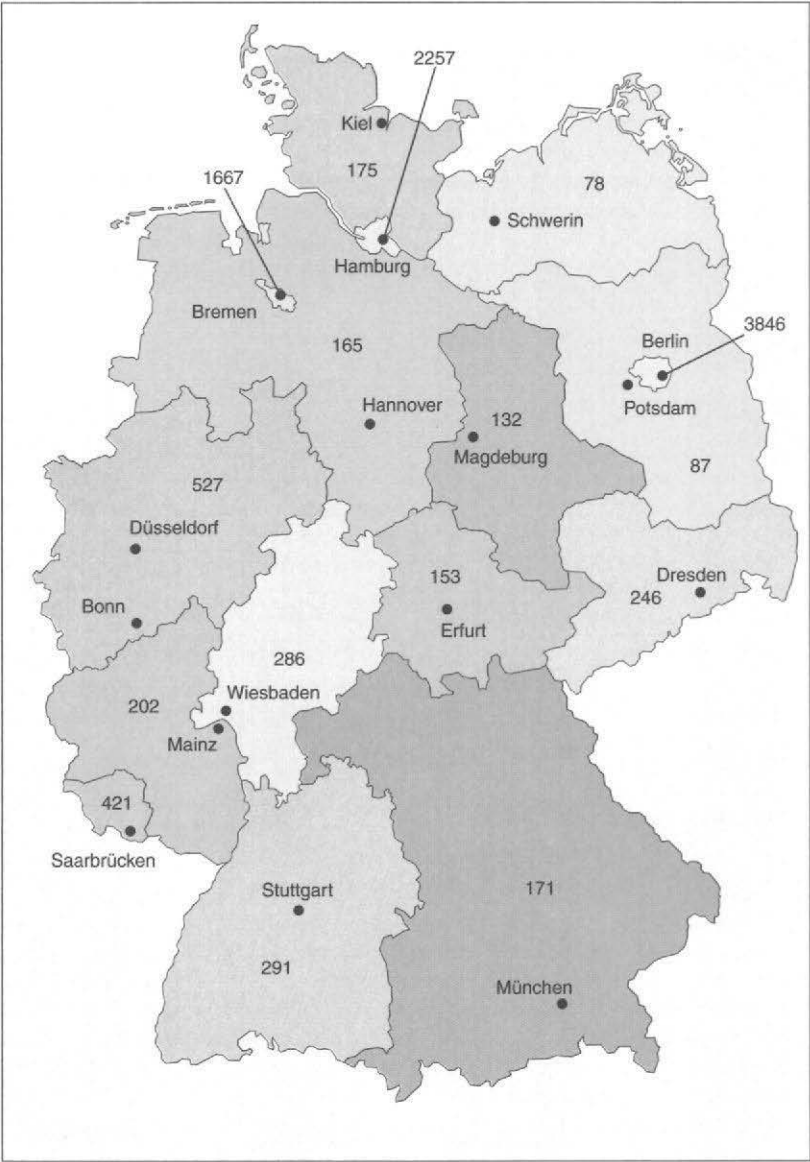 2257
Kiel
175
1667
78
Schwerin
Hamburg
Bremen
3846
Berlin
165
Hannover
Potsdam
132
Magdeburg
87
527
Düsseldorf
153
Dresden
246
Bonn
Erfurt
286
Wiesbaden
202
Mainz
421
Saarbrücken
Stuttgart
171
291
München